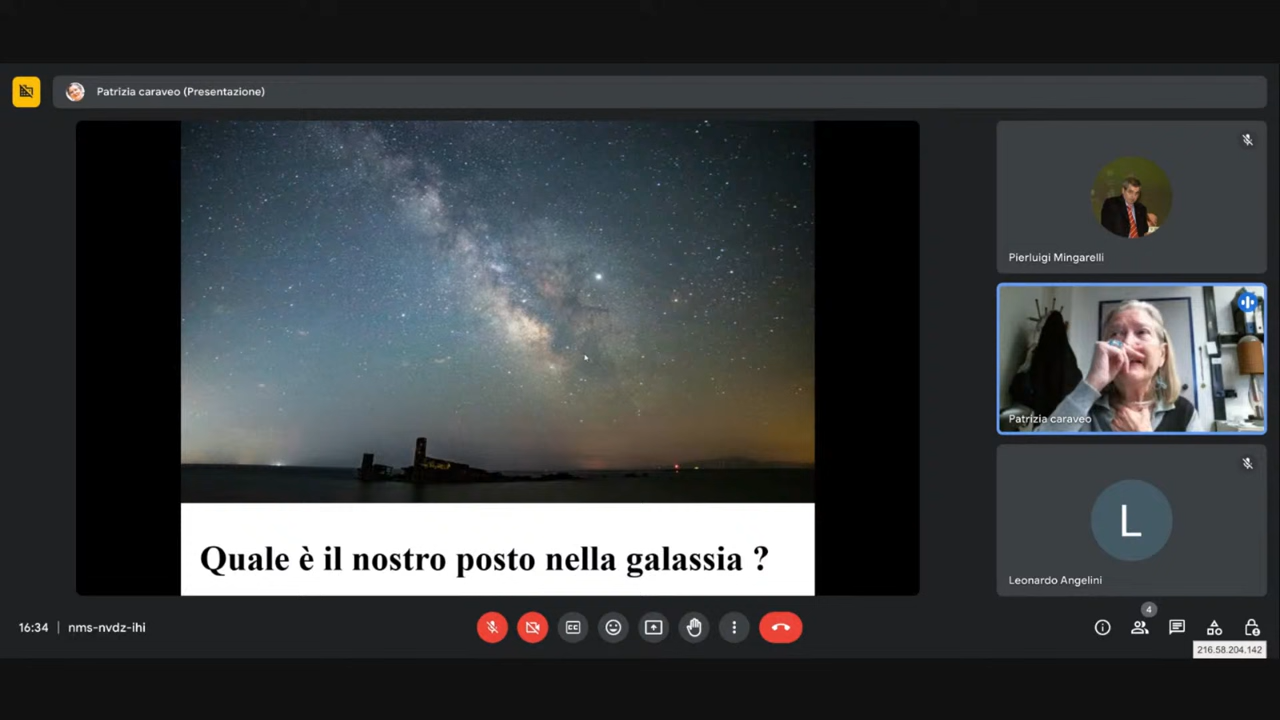 Patrizia caraveo (Presentazione)
Pierluigi Mingarelli
Patrizia caraveo
L
Leonardo Angelini
Quale è il nostro posto nella galassia ?
16:34 | nms-nvdz-ihi
CC
4
216.58.204.142